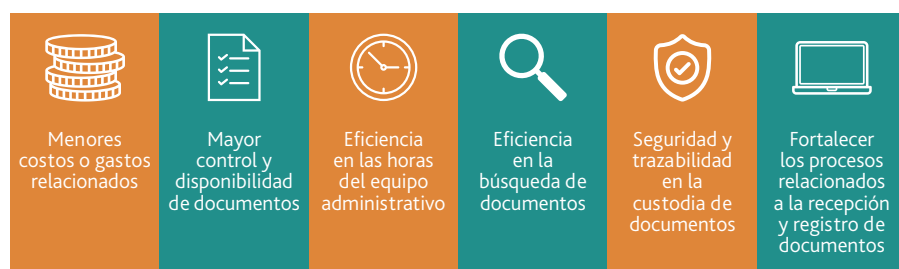 Menores
costos o gastos
relacionados
Mayor
control y
disponibilidad
de documentos
Eficiencia
en las horas
del equipo
administrativo
Eficiencia
en la
búsqueda de
documentos
Seguridad y
trazabilidad
en la
custodia de
documentos
Fortalecer
los procesos
relacionados
a la recepción
y registro de
documentos